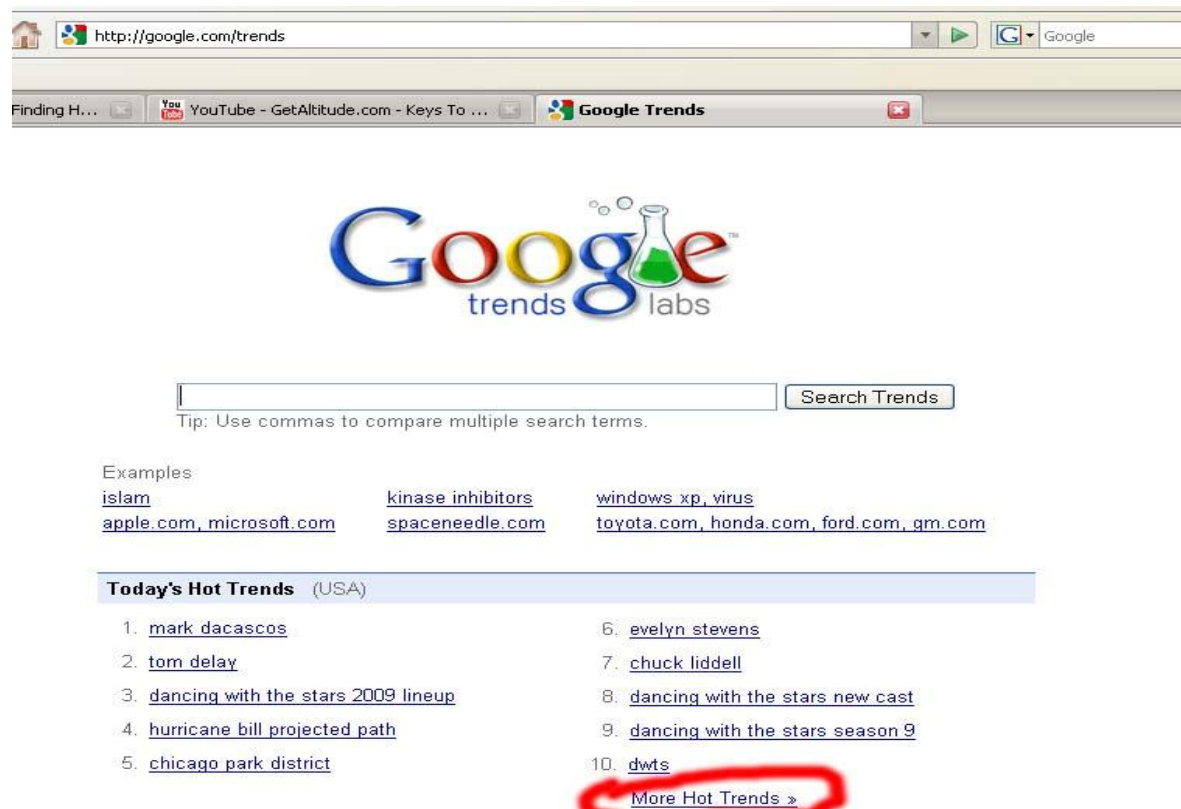 http://google.com/trends
Google
Finding H...
You Tube
YouTube - GetAltitude.com - Keys To ...
Google Trends
Google™
trends labs
Search Trends
Tip: Use commas to compare multiple search terms.
Examples
islam kinase inhibitors windows xp, virus
apple.com, microsoft.com spaceneedle.com toyota.com, honda.com, ford.com, gm.com
Today's Hot Trends (USA)
1. mark dacascos
2. tom delay
3. dancing with the stars 2009 lineup
4. hurricane bill projected path
5. chicago park district
6. evelyn stevens
7. chuck liddell
8. dancing with the stars new cast
9. dancing with the stars season 9
10. dwts
More Hot Trends »